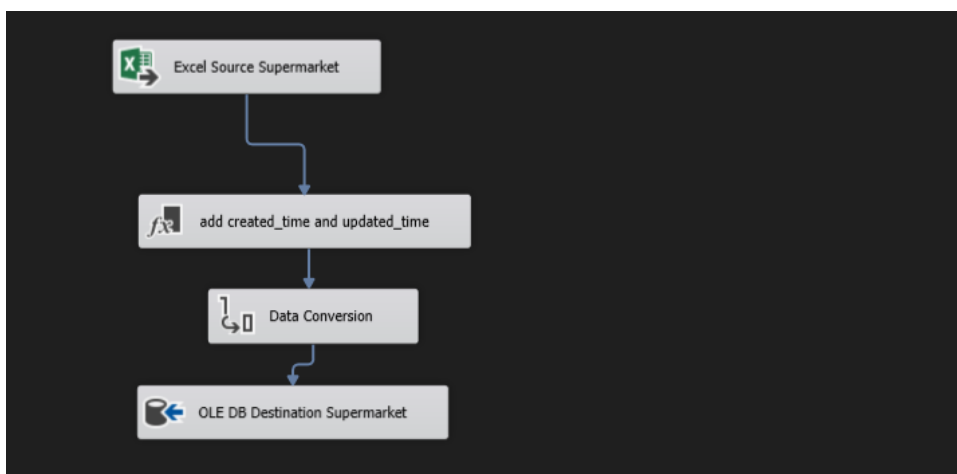 Excel Source Supermarket
add created_time and updated_time
Data Conversion
OLE DB Destination Supermarket